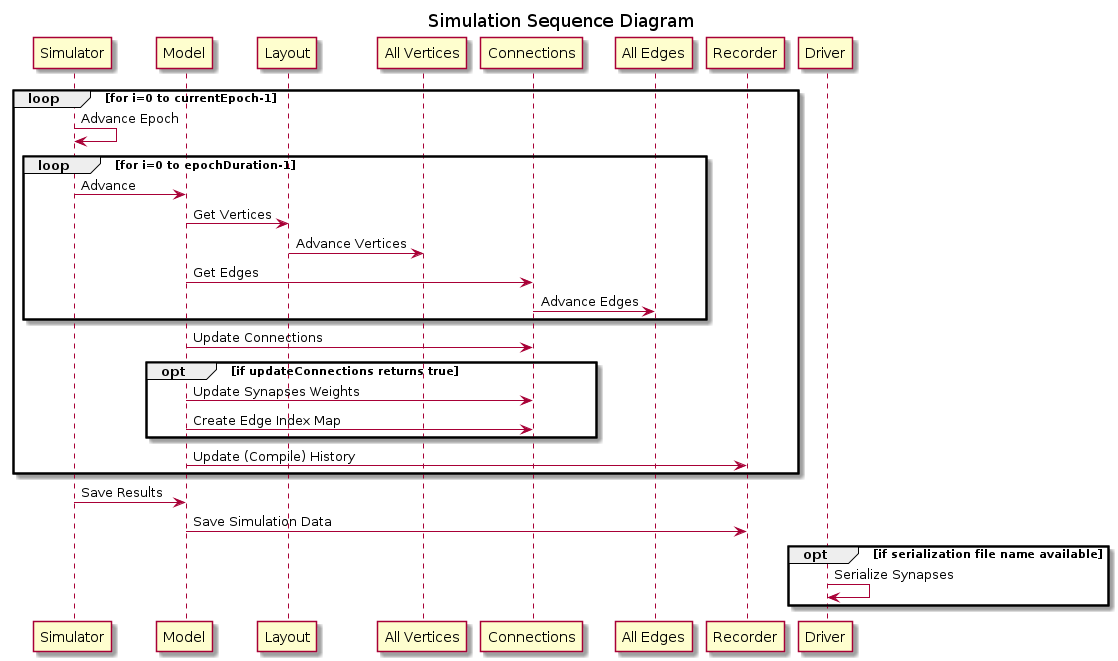 Simulation Sequence Diagram
Simulator Model Layout All Vertices Connections All Edges Recorder Driver
loop [for i=0 to currentEpoch-1]
Advance Epoch
loop [for i=0 to epochDuration-1]
Advance
Get Vertices
Advance Vertices
Get Edges
Advance Edges
Update Connections
opt [if updateConnections returns true]
Update Synapses Weights
Create Edge Index Map
Update (Compile) History
Save Results
Save Simulation Data
opt [if serialization file name available]
Serialize Synapses
Simulator Model Layout All Vertices Connections All Edges Recorder Driver